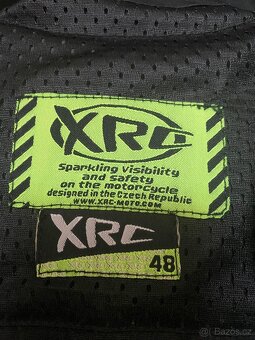 XRC
Sparkling visibility
and safety
on the motorcycle
designed in the Czech Republic
WWW.XRC-MOTO.COM
XRC
48
Bazoš.cz